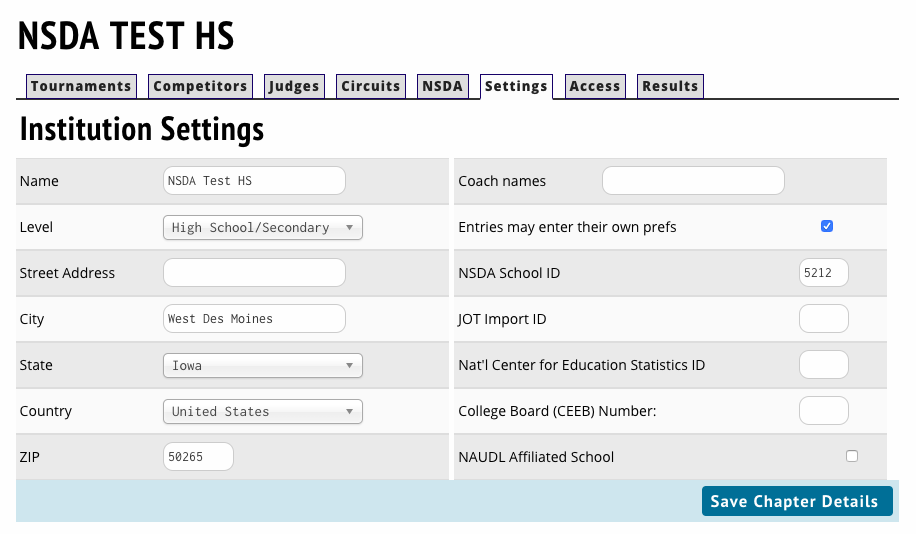 NSDA TEST HS
Tournaments Competitors Judges Circuits NSDA Settings Access Results
Institution Settings
Name NSDA Test HS Coach names
Level High School/Secondary Entries may enter their own prefs
Street Address NSDA School ID 5212
City West Des Moines JOT Import ID
State Iowa Nat'l Center for Education Statistics ID
Country United States College Board (CEEB) Number:
ZIP 50265 NAUDL Affiliated School
Save Chapter Details